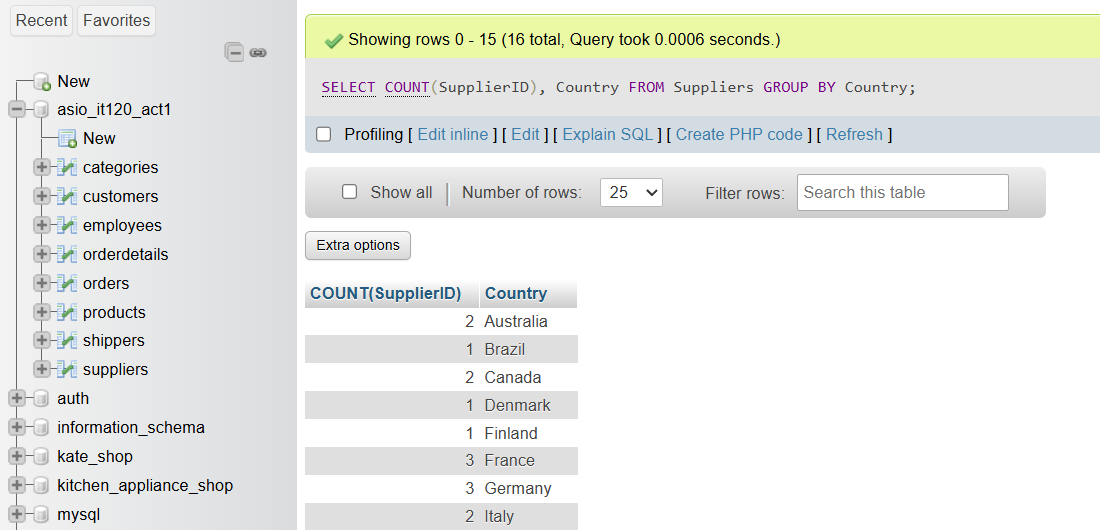 Recent Favorites
New
asio_it120_act1
New
categories
customers
employees
orderdetails
orders
products
shippers
suppliers
auth
information_schema
kate_shop
kitchen_appliance_shop
mysql
Showing rows 0 - 15 (16 total, Query took 0.0006 seconds.)
SELECT COUNT(SupplierID), Country FROM Suppliers GROUP BY Country;
Profiling [ Edit inline ] [ Edit ] [ Explain SQL ] [ Create PHP code ] [ Refresh ]
Show all Number of rows: 25 Filter rows: Search this table
Extra options
COUNT(SupplierID) Country
2 Australia
1 Brazil
2 Canada
1 Denmark
1 Finland
3 France
3 Germany
2 Italy